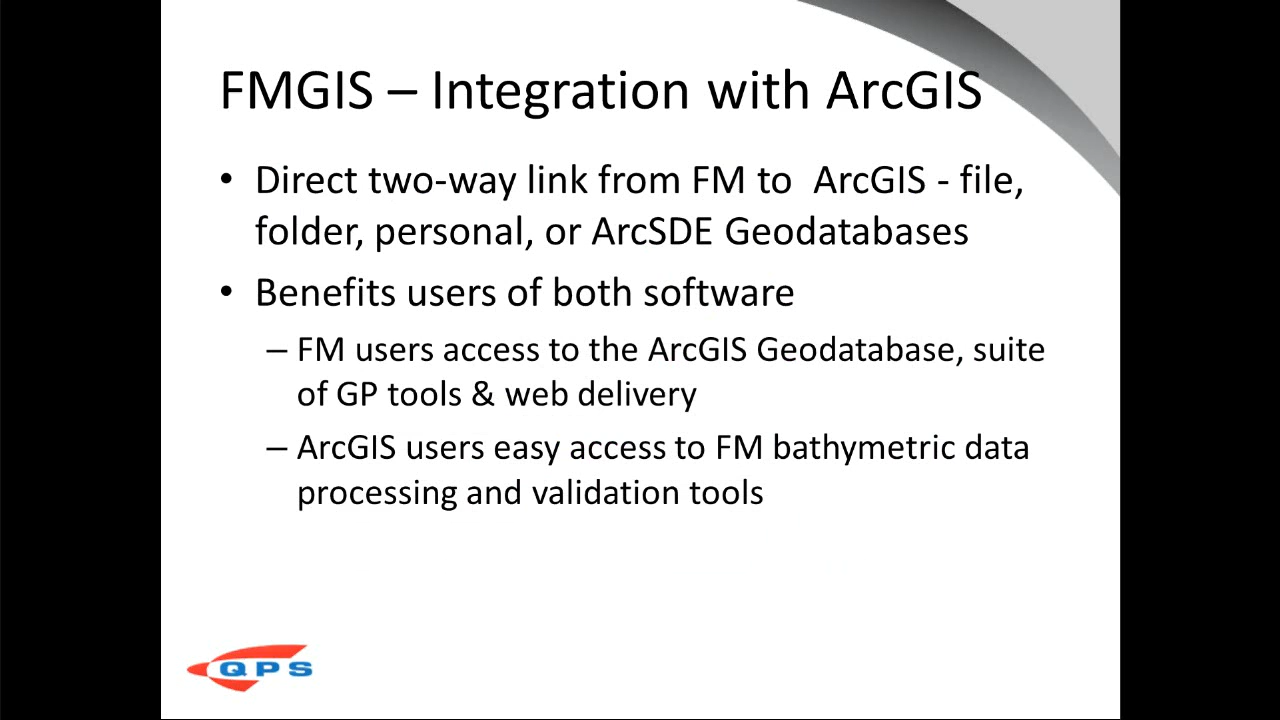 FMGIS – Integration with ArcGIS
• Direct two-way link from FM to  ArcGIS - file,
folder, personal, or ArcSDE Geodatabases
• Benefits users of both software
– FM users access to the ArcGIS Geodatabase, suite
of GP tools & web delivery
– ArcGIS users easy access to FM bathymetric data
processing and validation tools
QPS